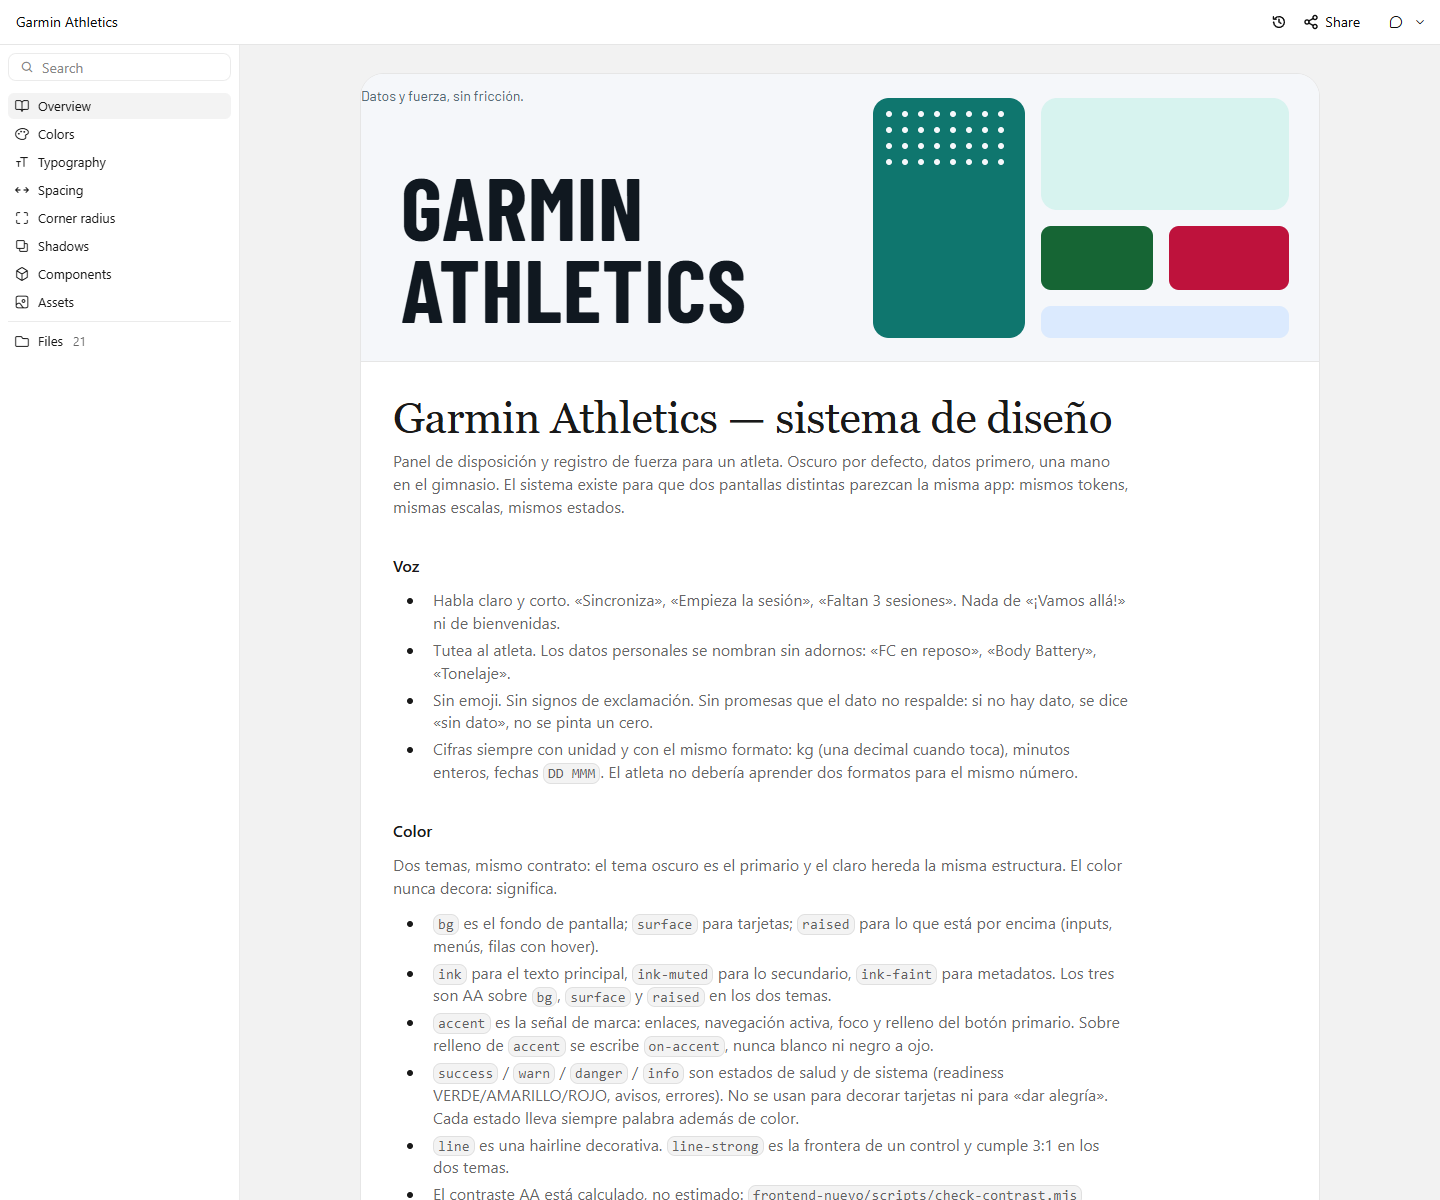 Garmin Athletics
Share
Search
Overview
Colors
Typography
Spacing
Corner radius
Shadows
Components
Assets
Files 21
Datos y fuerza, sin fricción.
GARMIN
ATHLETICS
Garmin Athletics — sistema de diseño
Panel de disposición y registro de fuerza para un atleta. Oscuro por defecto, datos primero, una mano
en el gimnasio. El sistema existe para que dos pantallas distintas parezcan la misma app: mismos tokens,
mismas escalas, mismos estados.
Voz
Habla claro y corto. «Sincroniza», «Empieza la sesión», «Faltan 3 sesiones». Nada de «¡Vamos allá!»
ni de bienvenidas.
Tutea al atleta. Los datos personales se nombran sin adornos: «FC en reposo», «Body Battery»,
«Tonelaje».
Sin emoji. Sin signos de exclamación. Sin promesas que el dato no respalde: si no hay dato, se dice
«sin dato», no se pinta un cero.
Cifras siempre con unidad y con el mismo formato: kg (una decimal cuando toca), minutos
enteros, fechas DD MMM. El atleta no debería aprender dos formatos para el mismo número.
Color
Dos temas, mismo contrato: el tema oscuro es el primario y el claro hereda la misma estructura. El color
nunca decora: significa.
bg es el fondo de pantalla; surface para tarjetas; raised para lo que está por encima (inputs,
menús, filas con hover).
ink para el texto principal, ink-muted para lo secundario, ink-faint para metadatos. Los tres
son AA sobre bg, surface y raised en los dos temas.
accent es la señal de marca: enlaces, navegación activa, foco y relleno del botón primario. Sobre
relleno de accent se escribe on-accent, nunca blanco ni negro a ojo.
success / warn / danger / info son estados de salud y de sistema (readiness
VERDE/AMARILLO/ROJO, avisos, errores). No se usan para decorar tarjetas ni para «dar alegría».
Cada estado lleva siempre palabra además de color.
line es una hairline decorativa. line-strong es la frontera de un control y cumple 3:1 en los
dos temas.
El contraste AA está calculado, no estimado: frontend-nuevo/scripts/check-contrast.mjs